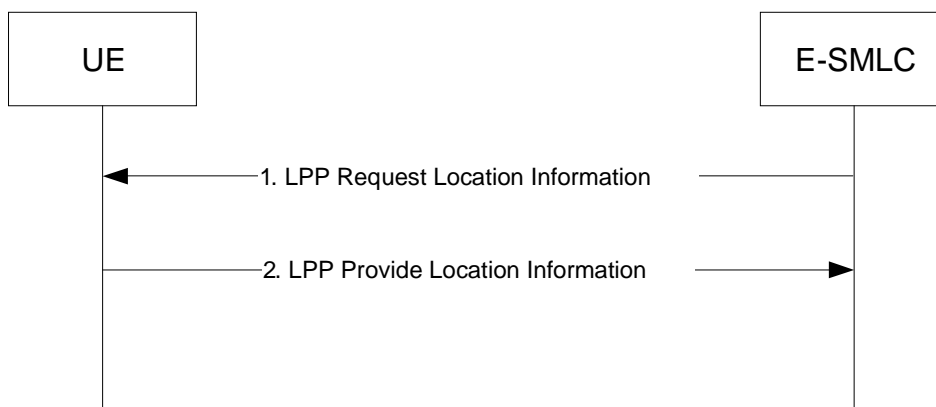 UE
E-SMLC
1. LPP Request Location Information
2. LPP Provide Location Information